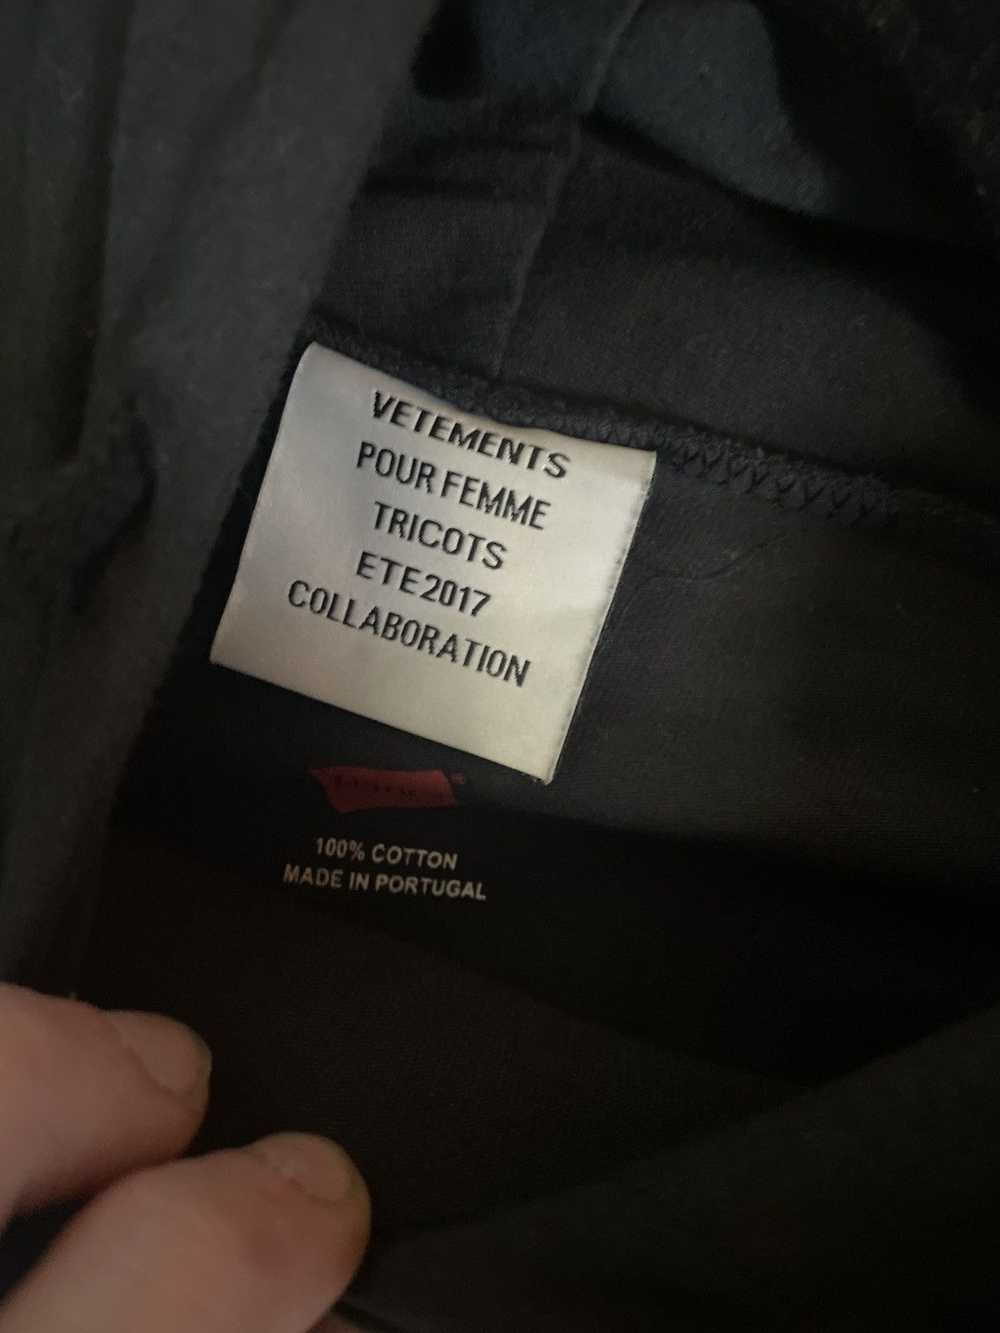 VETEMENTS
POUR FEMME
TRICOTS
ETE2017
COLLABORATION
100% COTTON
MADE IN PORTUGAL